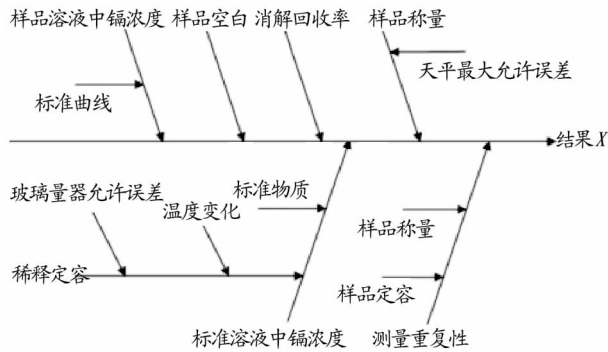 样品溶液中镉浓度
样品空白
消解回收率
样品称量
天平最大允许误差
标准曲线
结果X
玻璃量器允许误差
温度变化
标准物质
样品称量
稀释定容
样品定容
标准溶液中镉浓度
测量重复性